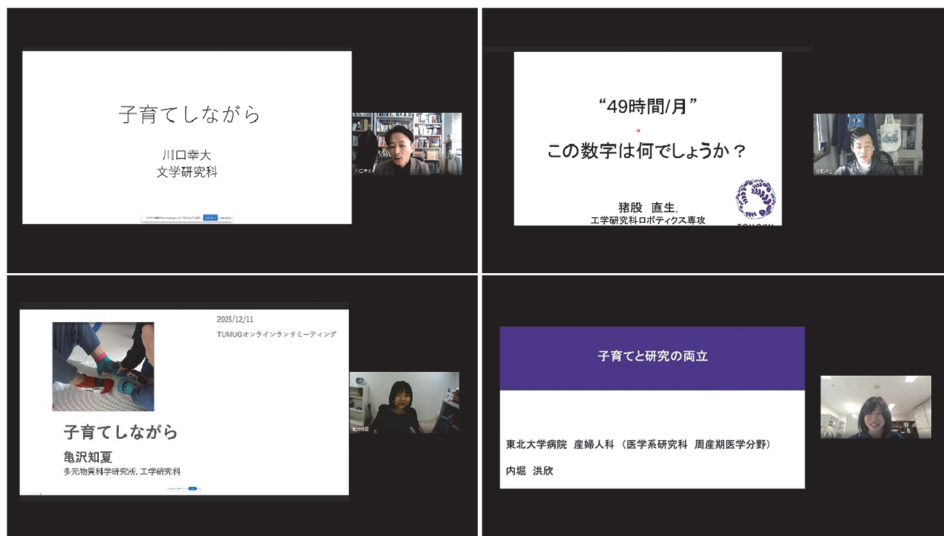 子育てしながら
川口幸大
文学研究科
“49時間/月”
この数字は何でしょうか？
猪股 直生,
工学研究科ロボティクス専攻
2025/12/11
TUMUGオンラインランチミーティング
子育てしながら
亀沢知夏
多元物質科学研究所, 工学研究科
子育てと研究の両立
東北大学病院 産婦人科 （医学系研究科 周産期医学分野）
内堀 洪欣